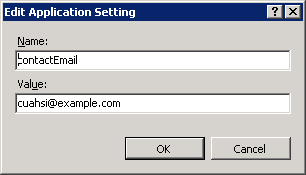 Edit Application Setting
Name:
contactEmail
Value:
cuahsi@example.com
OK
Cancel